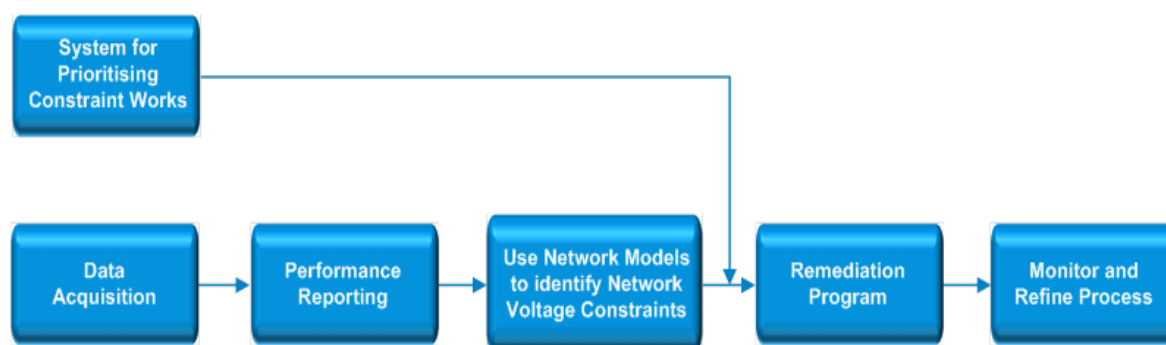 System for
Prioritising
Constraint Works
Data
Acquisition
Performance
Reporting
Use Network Models
to identify Network
Voltage Constraints
Remediation
Program
Monitor and
Refine Process